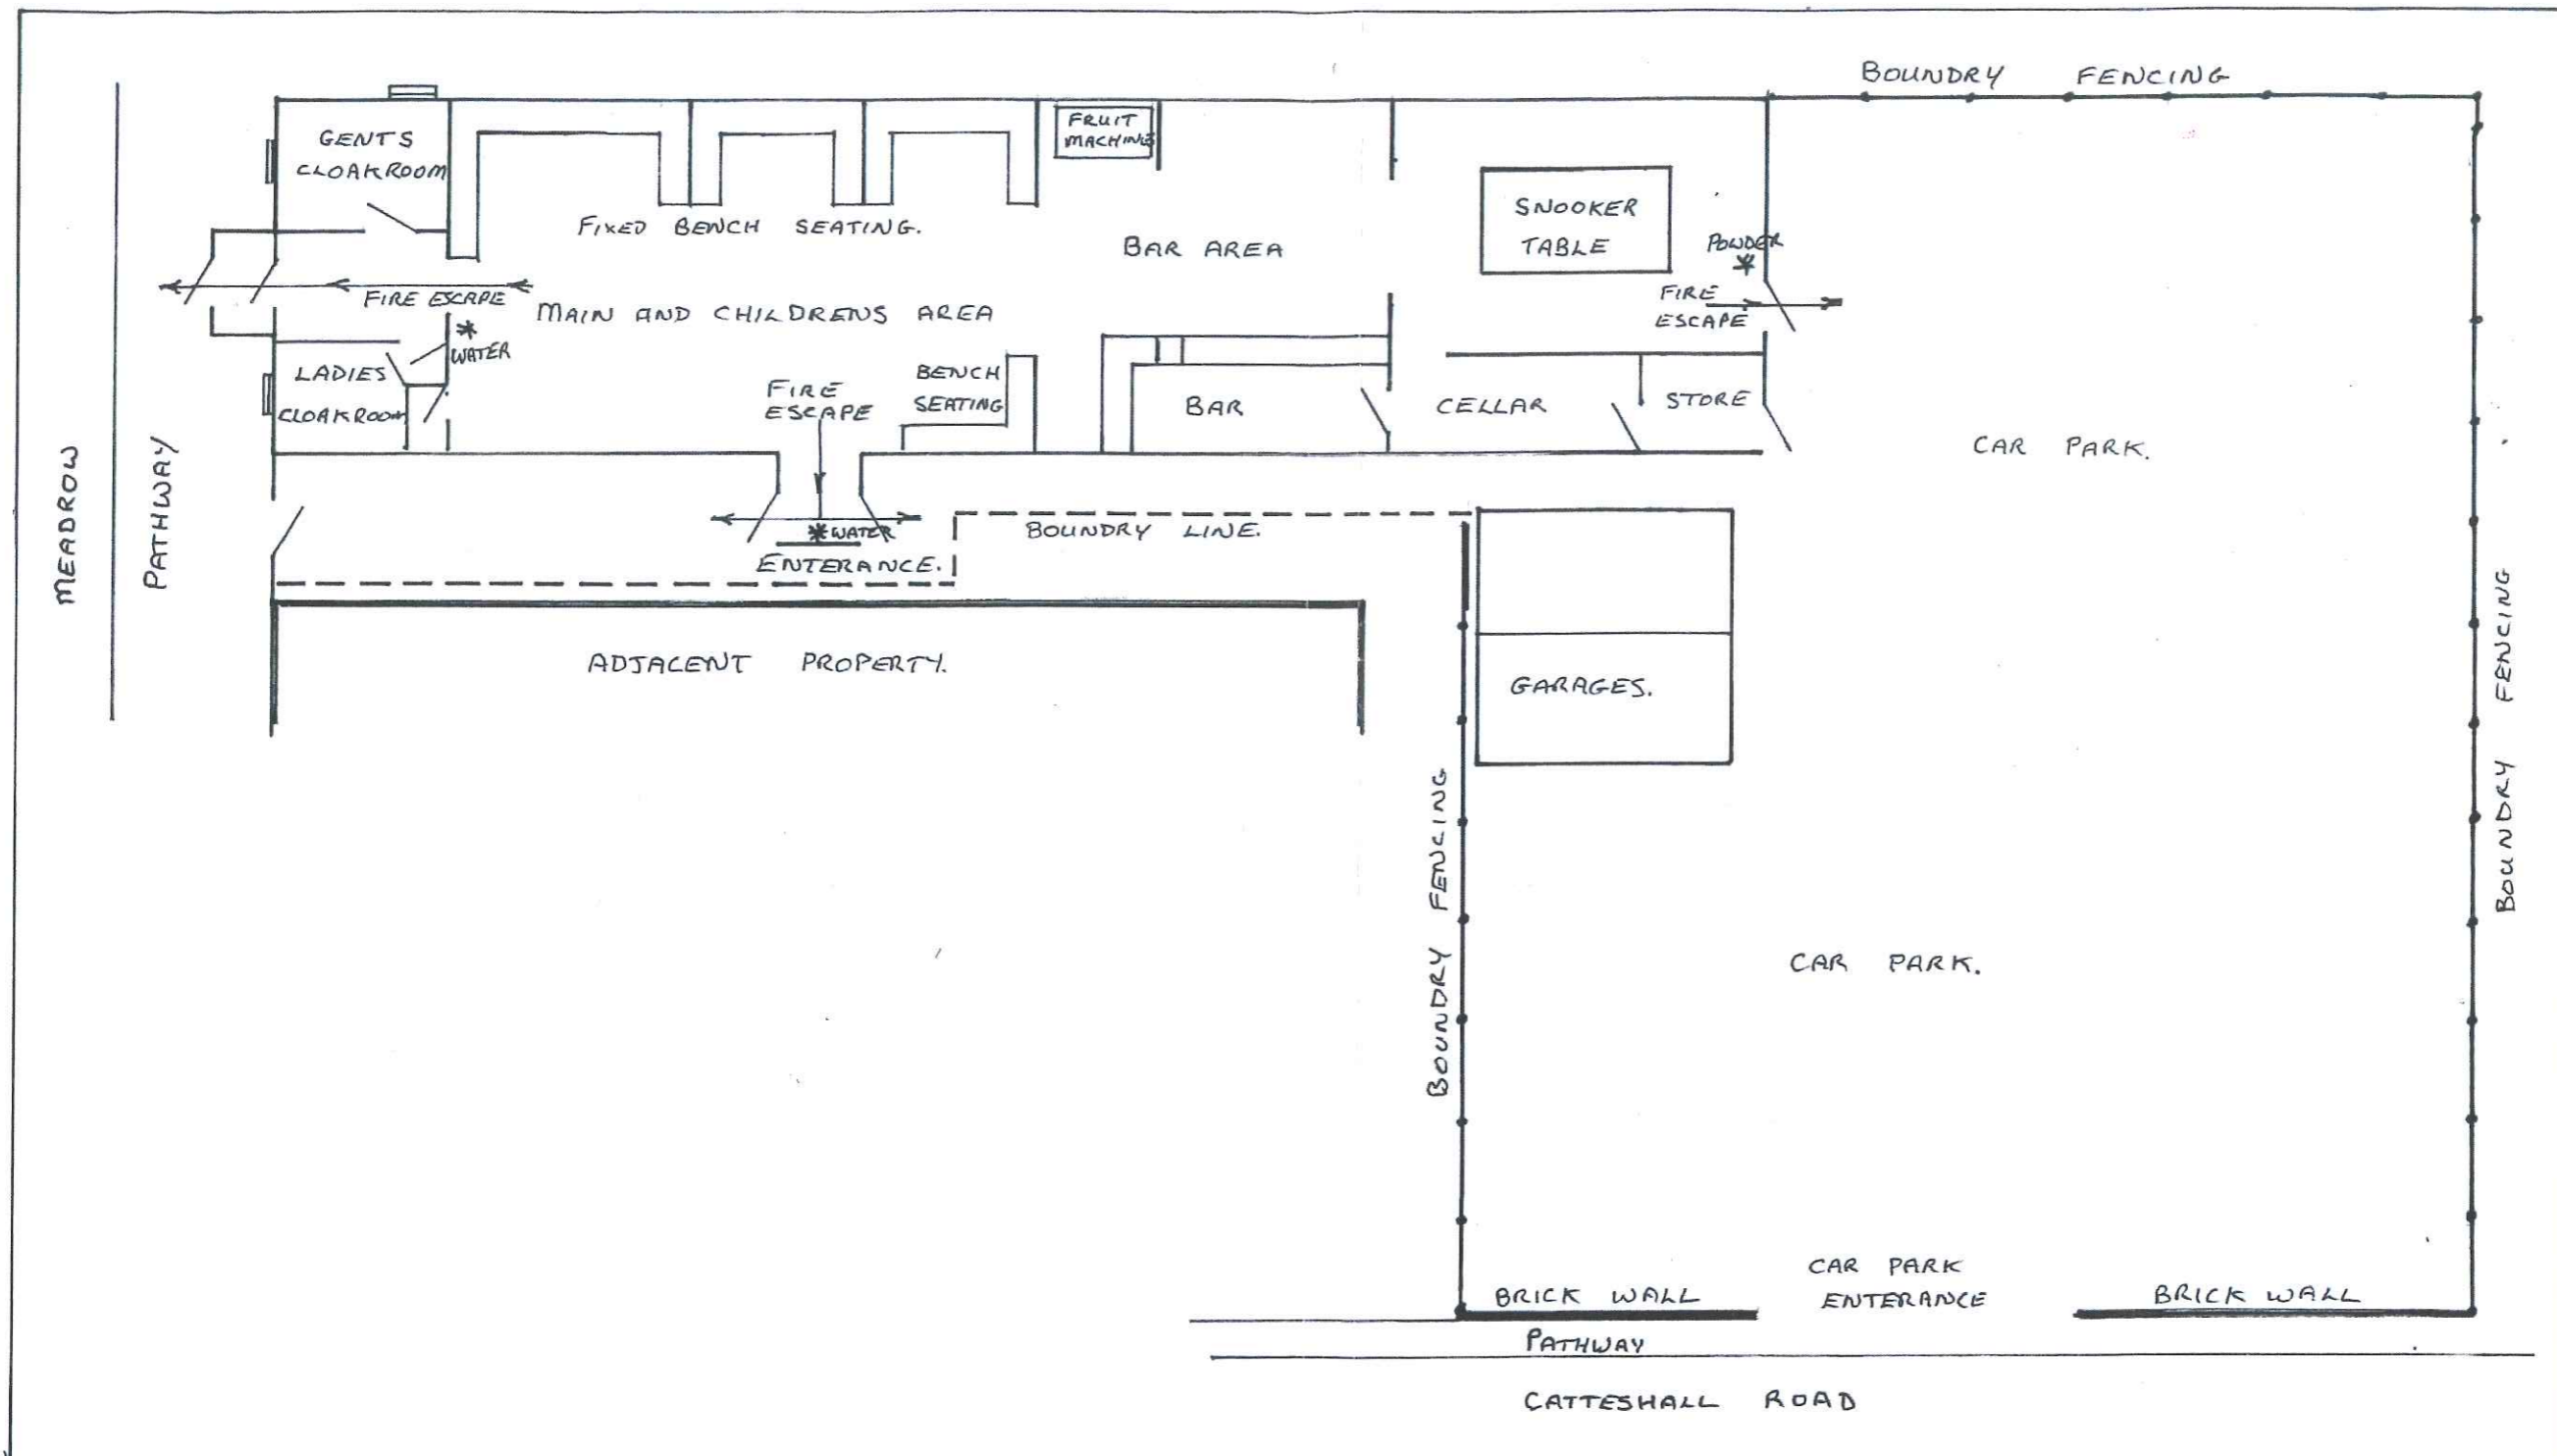 BOUNDRY FENCING
GENTS
CLOAKROOM
FRUIT
MACHINE
FIXED BENCH SEATING.
BAR AREA
SNOOKER
TABLE
POWDER
*
FIRE ESCAPE
MAIN AND CHILDRENS AREA
FIRE
ESCAPE
*
WATER
LADIES
CLOAKROOM
FIRE
ESCAPE
BENCH
SEATING
BAR
CELLAR
STORE
CAR PARK.
MEADROW
PATHWAY
*WATER
ENTERANCE.
BOUNDRY LINE.
ADJACENT PROPERTY.
GARAGES.
BOUNDRY FENCING
BOUNDRY FENCING
CAR PARK.
CAR PARK
ENTERANCE
BRICK WALL
BRICK WALL
PATHWAY
CATTESHALL ROAD